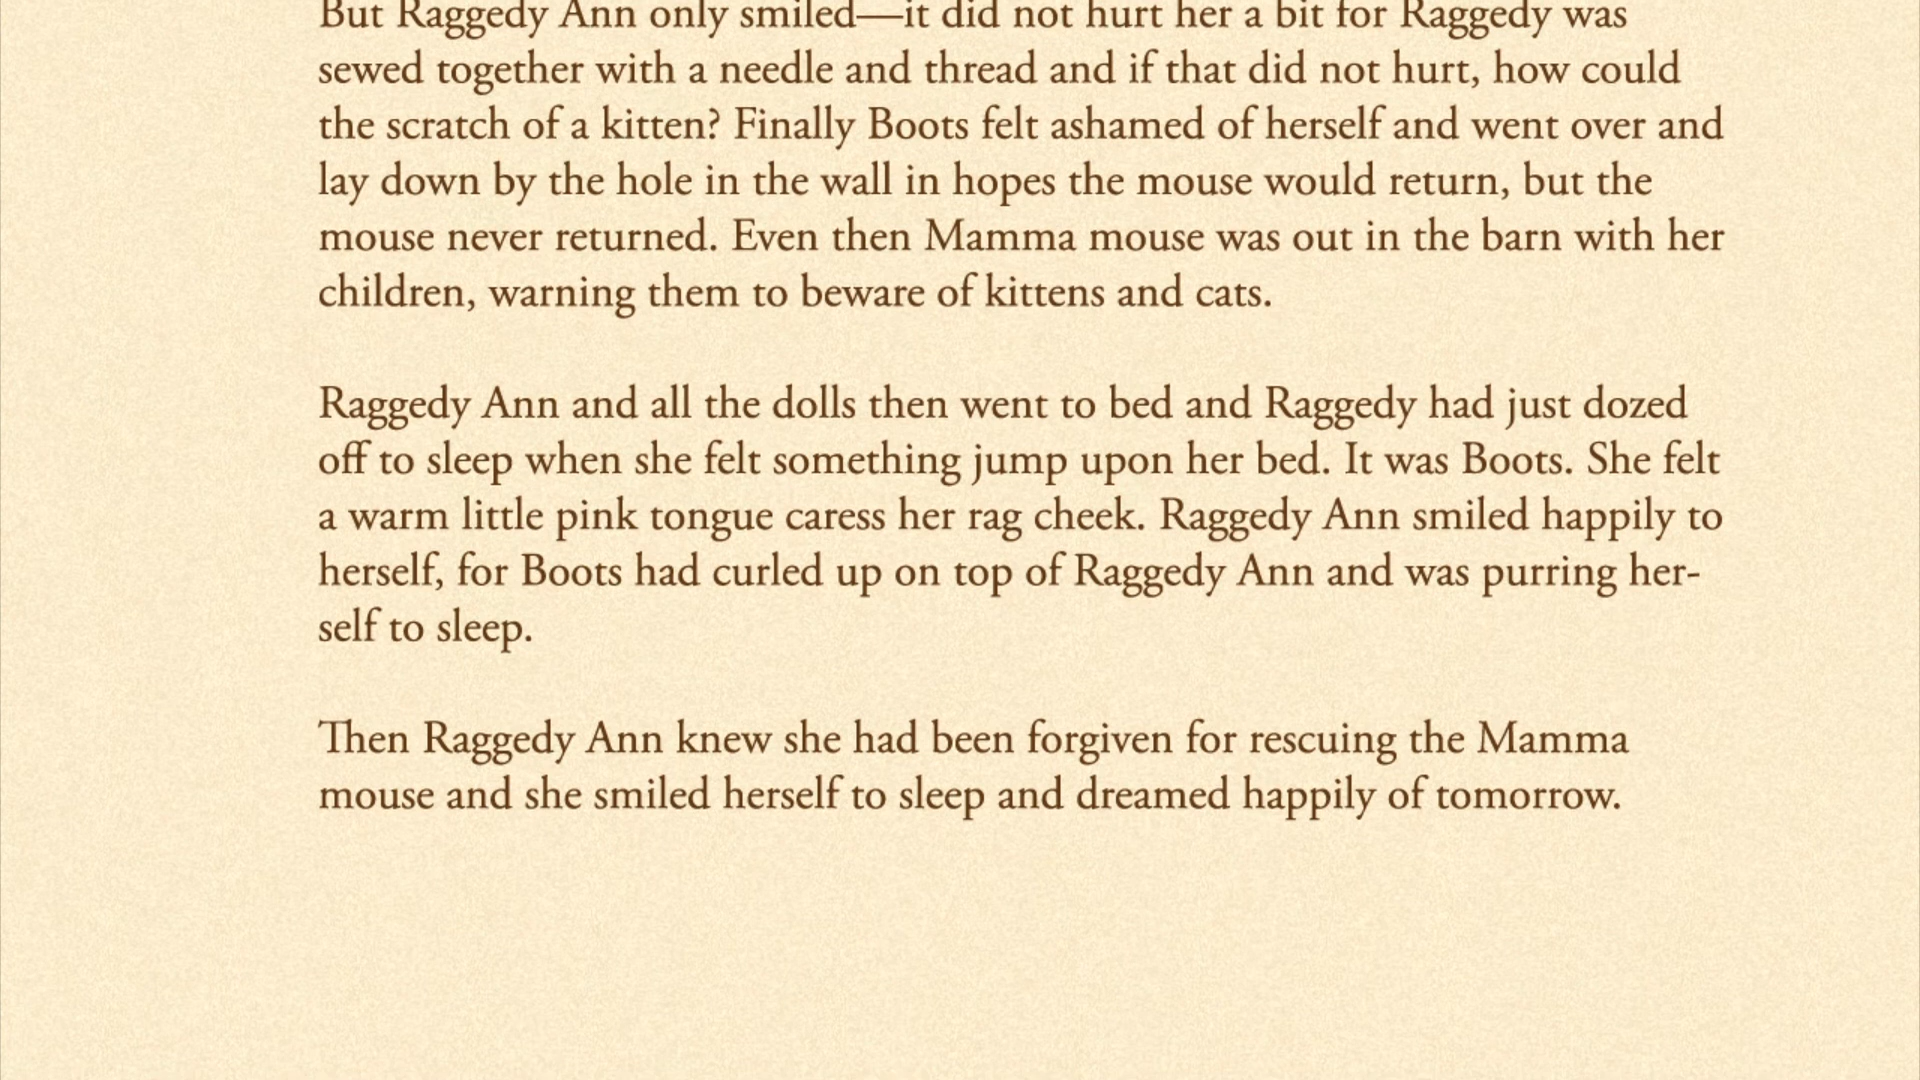 But Raggedy Ann only smiled—it did not hurt her a bit for Raggedy was
sewed together with a needle and thread and if that did not hurt, how could
the scratch of a kitten? Finally Boots felt ashamed of herself and went over and
lay down by the hole in the wall in hopes the mouse would return, but the
mouse never returned. Even then Mamma mouse was out in the barn with her
children, warning them to beware of kittens and cats.
Raggedy Ann and all the dolls then went to bed and Raggedy had just dozed
off to sleep when she felt something jump upon her bed. It was Boots. She felt
a warm little pink tongue caress her rag cheek. Raggedy Ann smiled happily to
herself, for Boots had curled up on top of Raggedy Ann and was purring her-
self to sleep.
Then Raggedy Ann knew she had been forgiven for rescuing the Mamma
mouse and she smiled herself to sleep and dreamed happily of tomorrow.